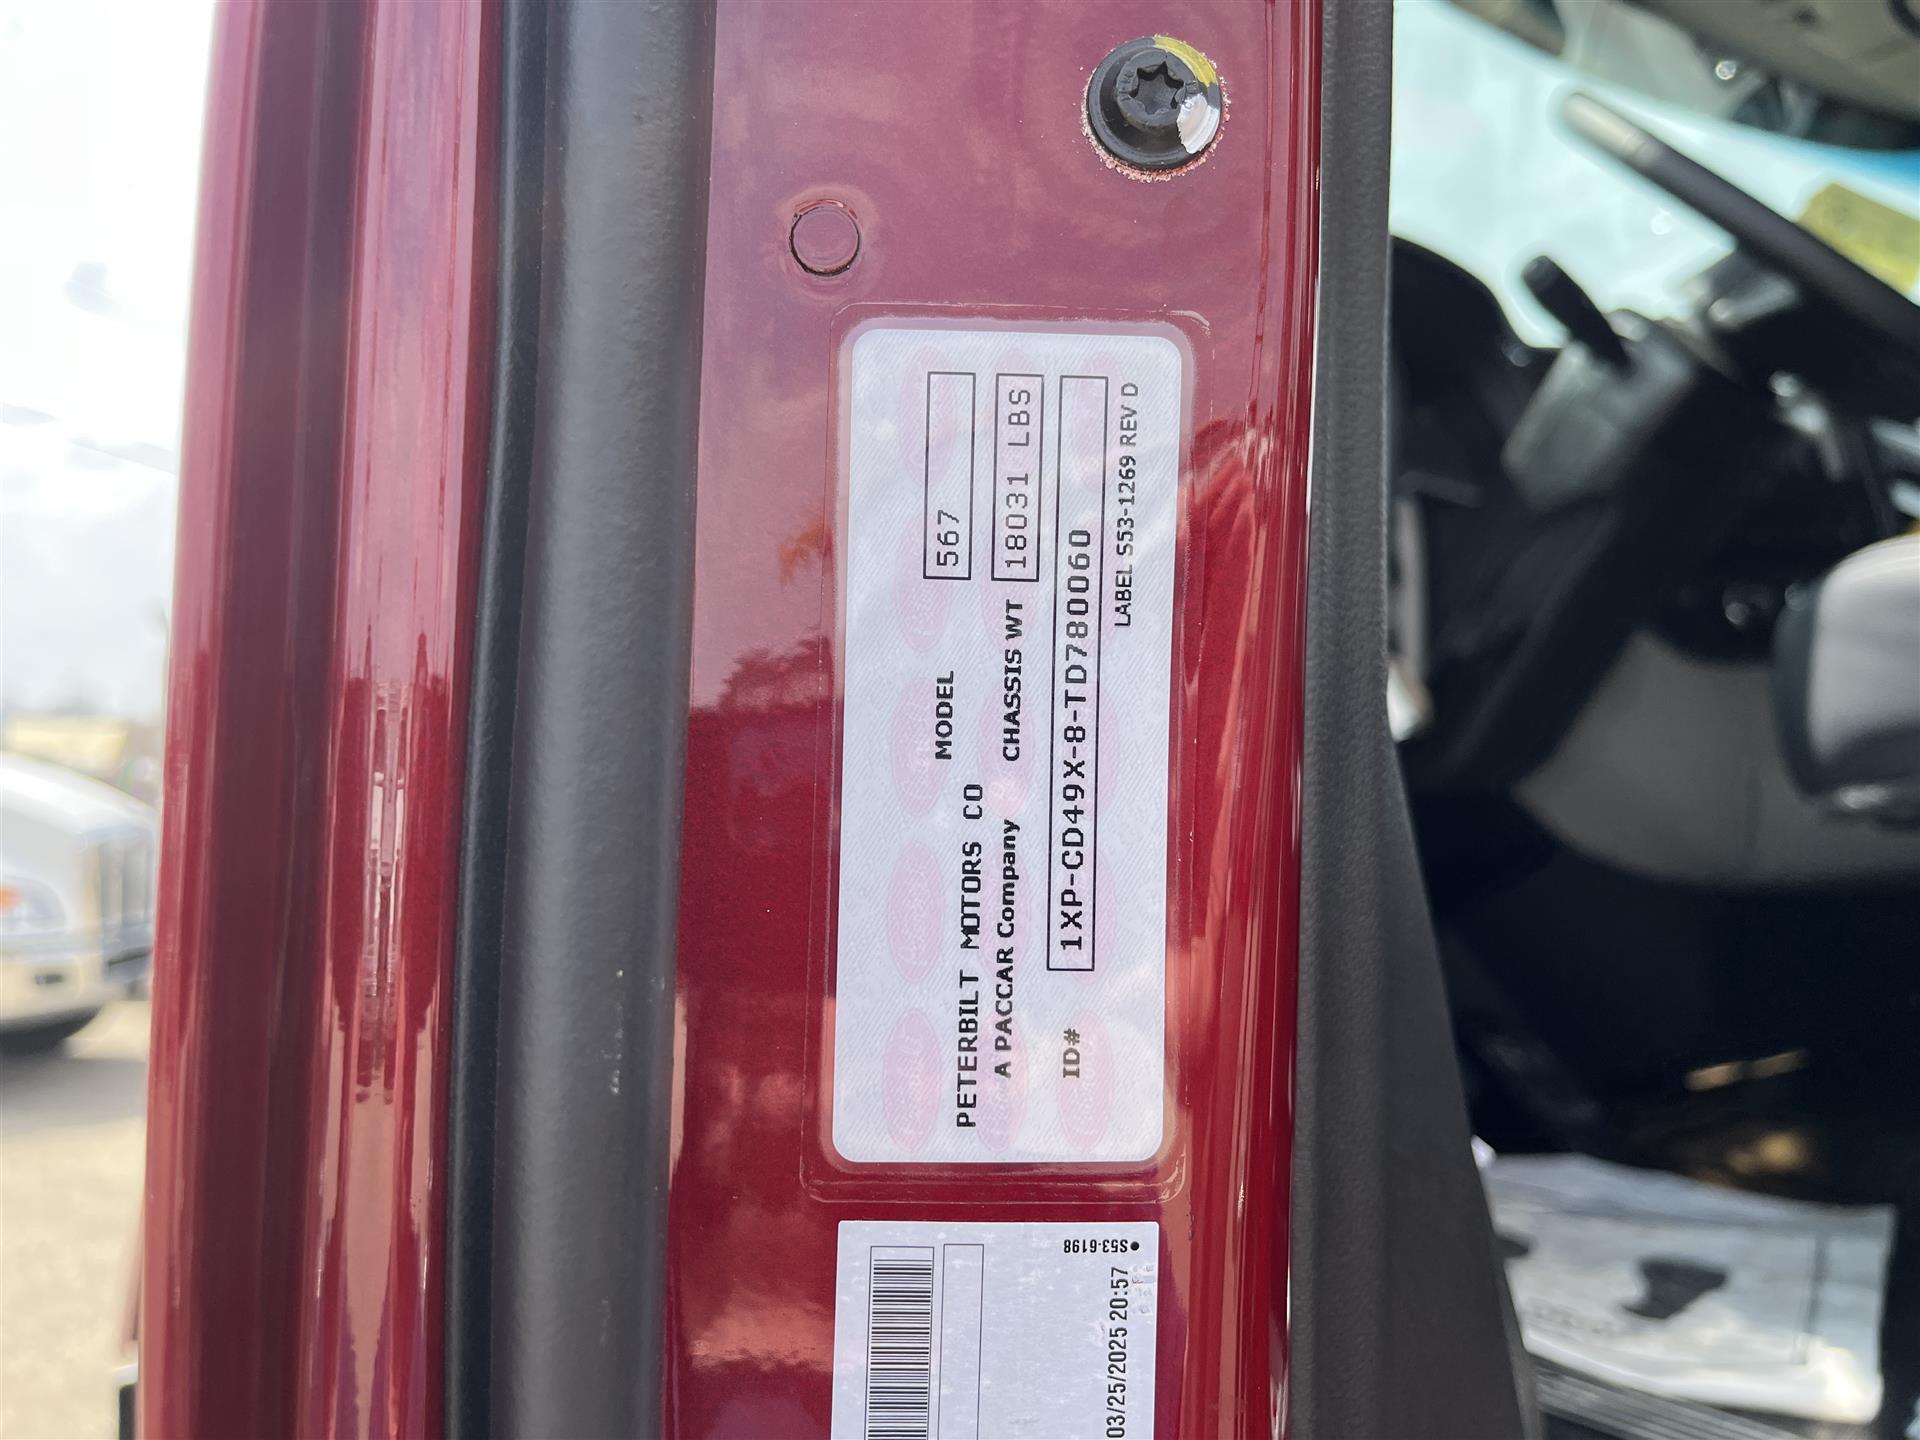 PETERBILT MOTORS CO MODEL 567
A PACCAR Company CHASSIS WT 18031 LBS
ID# 1XP-CD49X-8-TD780060
LABEL S53-1269 REV D
S53-6198
03/25/2025 20:57